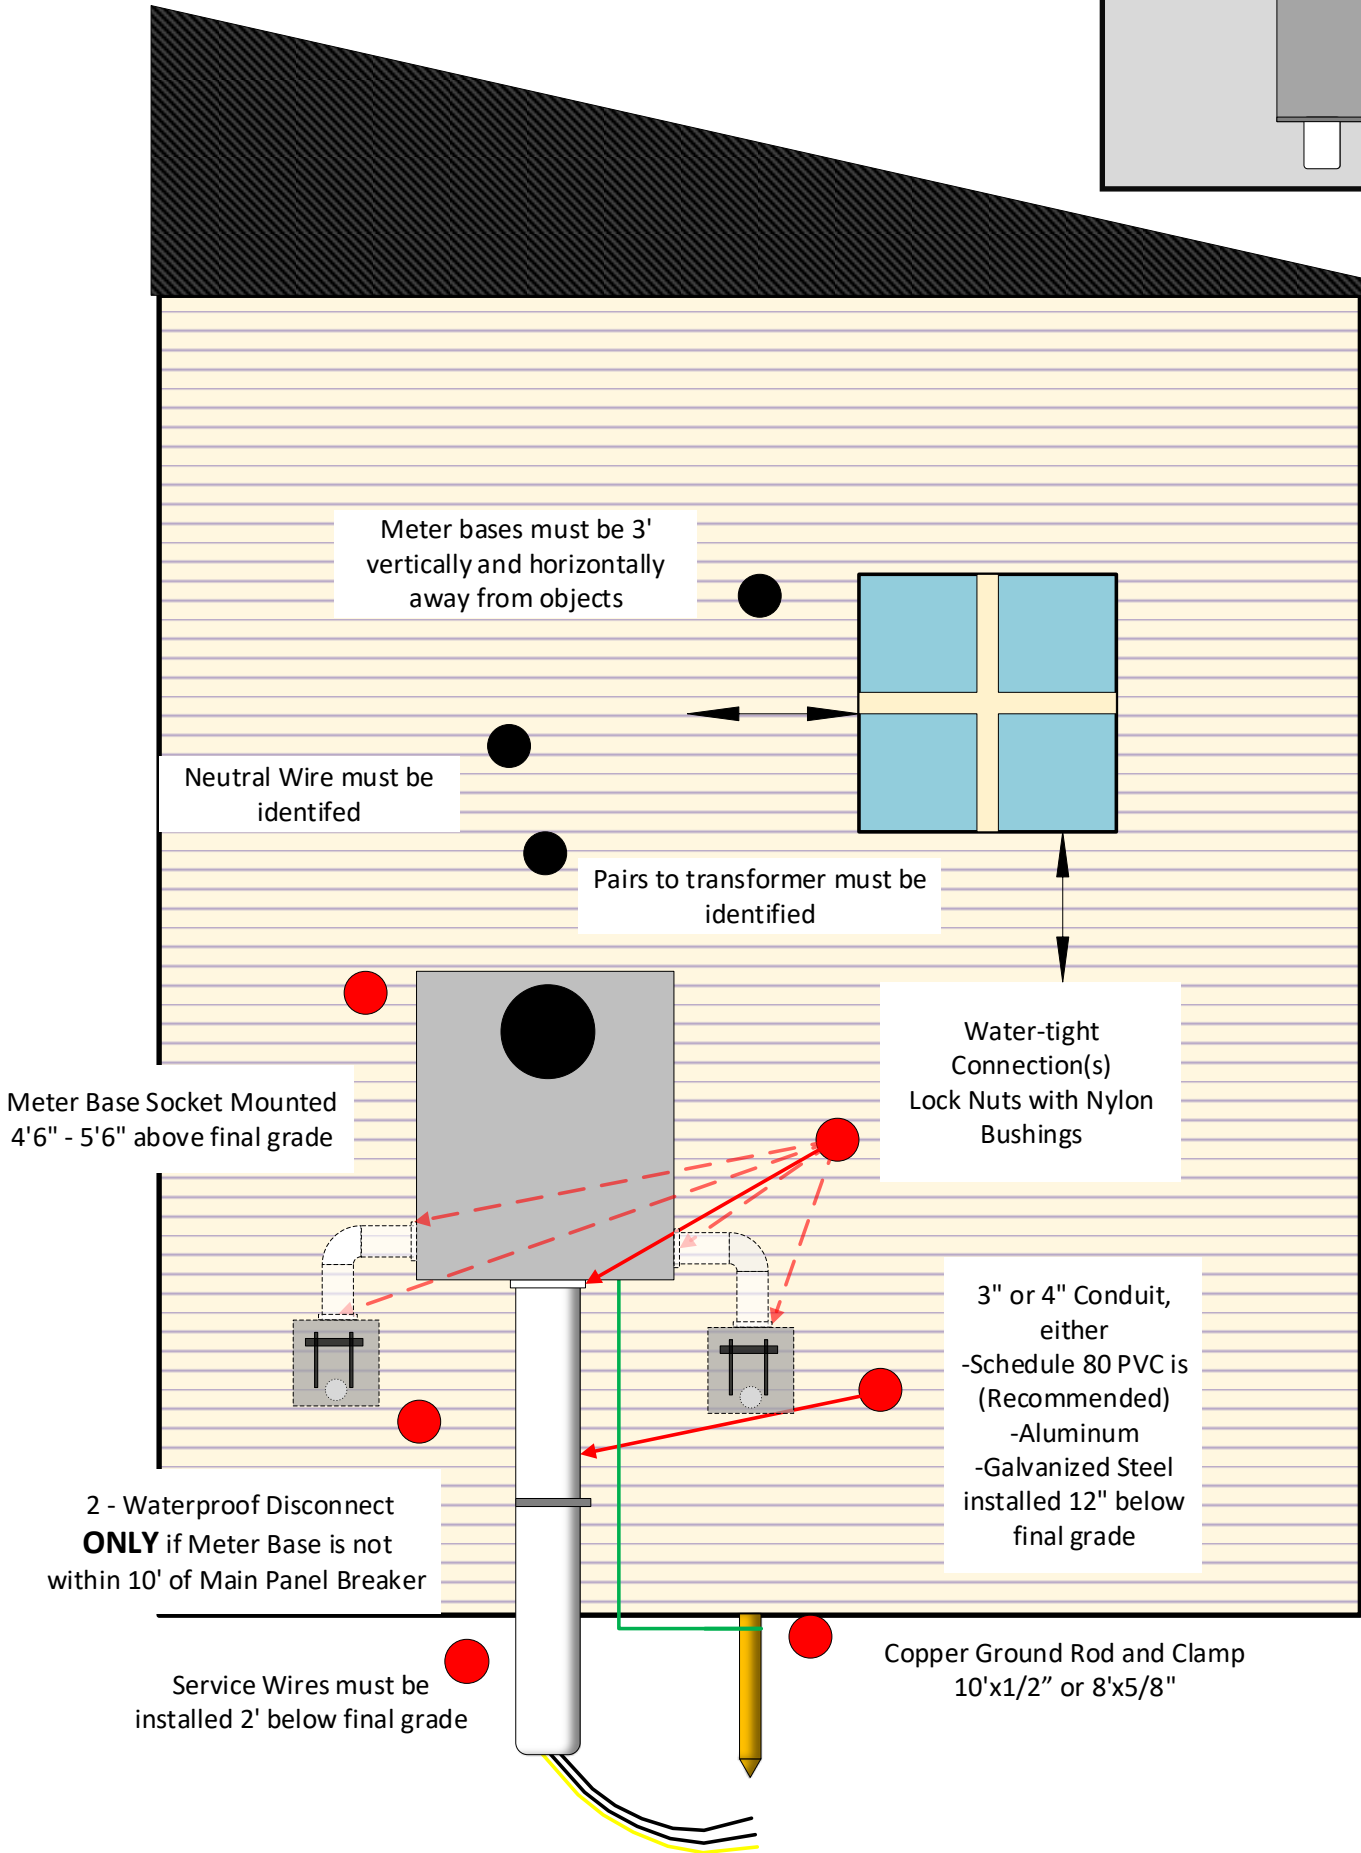 Meter bases must be 3'
vertically and horizontally
away from objects
Neutral Wire must be
identifed
Pairs to transformer must be
identified
Water-tight
Connection(s)
Lock Nuts with Nylon
Bushings
Meter Base Socket Mounted
4'6" - 5'6" above final grade
3" or 4" Conduit,
either
-Schedule 80 PVC is
(Recommended)
-Aluminum
-Galvanized Steel
installed 12" below
final grade
2 - Waterproof Disconnect
ONLY if Meter Base is not
within 10' of Main Panel Breaker
Copper Ground Rod and Clamp
10'x1/2” or 8'x5/8"
Service Wires must be
installed 2' below final grade